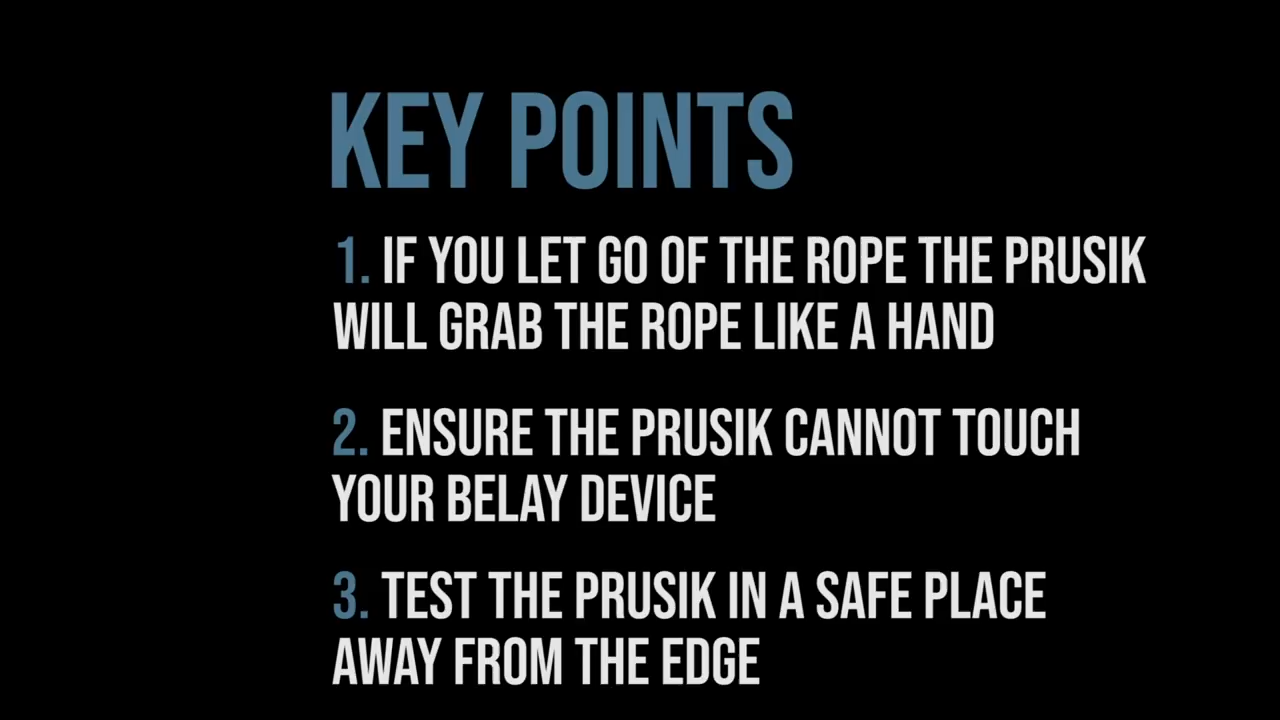 KEY POINTS
1. IF YOU LET GO OF THE ROPE THE PRUSIK
WILL GRAB THE ROPE LIKE A HAND
2. ENSURE THE PRUSIK CANNOT TOUCH
YOUR BELAY DEVICE
3. TEST THE PRUSIK IN A SAFE PLACE
AWAY FROM THE EDGE